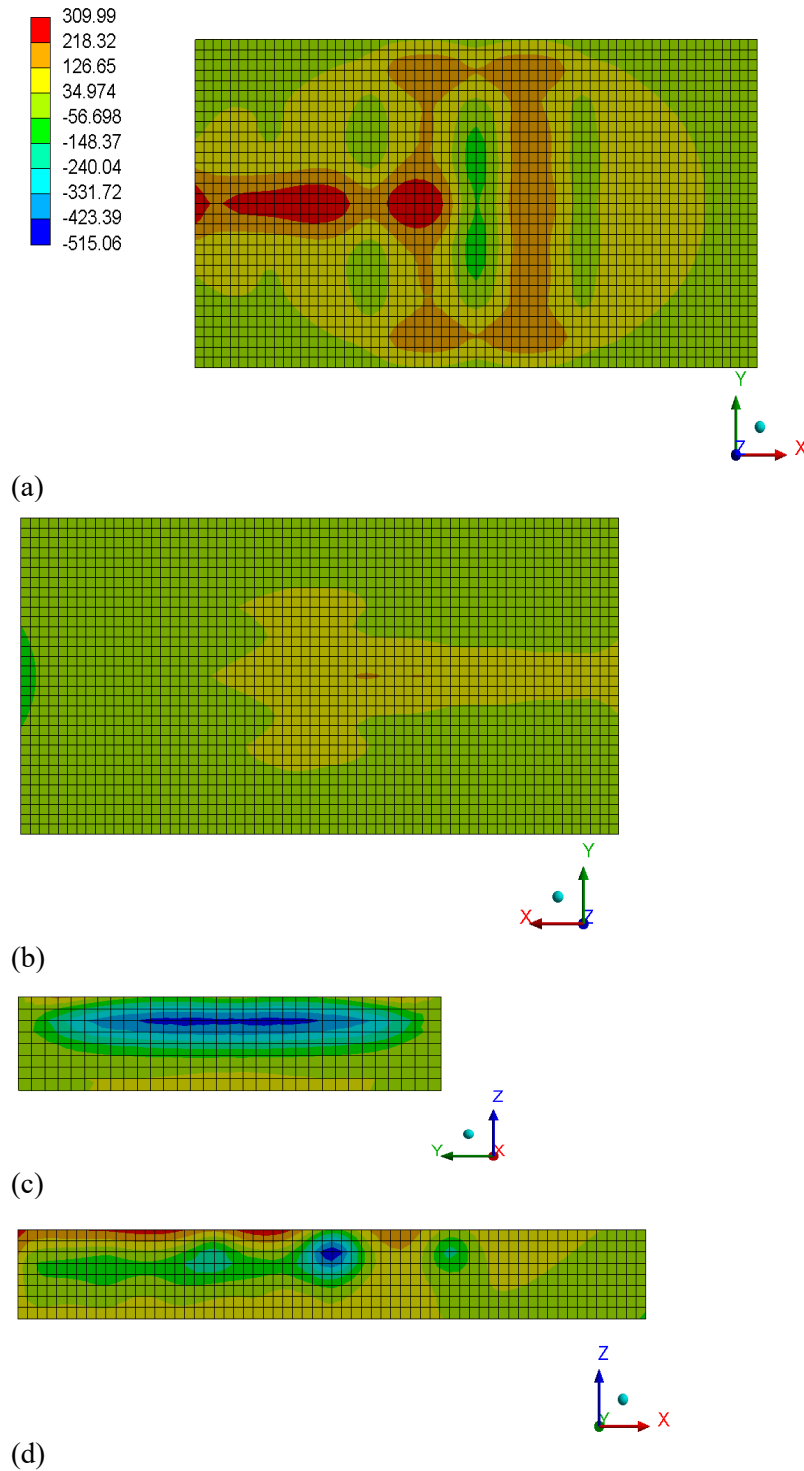 309.99
218.32
126.65
34.974
-56.698
-148.37
-240.04
-331.72
-423.39
-515.06
Y
Z X
(a)
Y
X Z
(b)
Z
Y X
(c)
Z
Y X
(d)